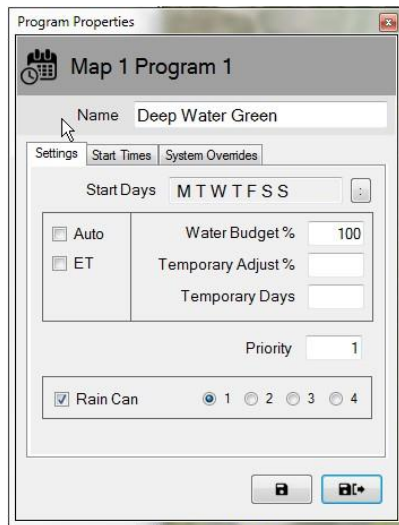 Program Properties
Map 1 Program 1
Name Deep Water Green
Settings Start Times System Overrides
Start Days M T W T F S S :
Auto Water Budget % 100
ET Temporary Adjust %
Temporary Days
Priority 1
Rain Can 1 2 3 4